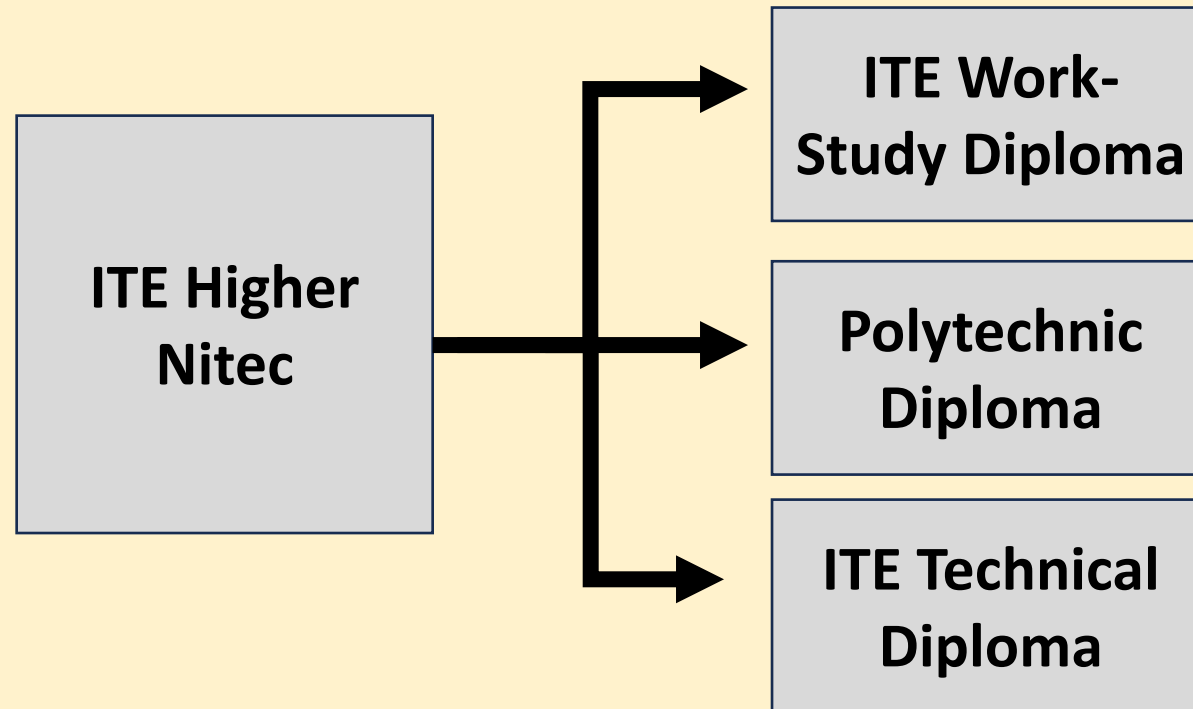 ITE Higher
Nitec
ITE Work-
Study Diploma
Polytechnic
Diploma
ITE Technical
Diploma